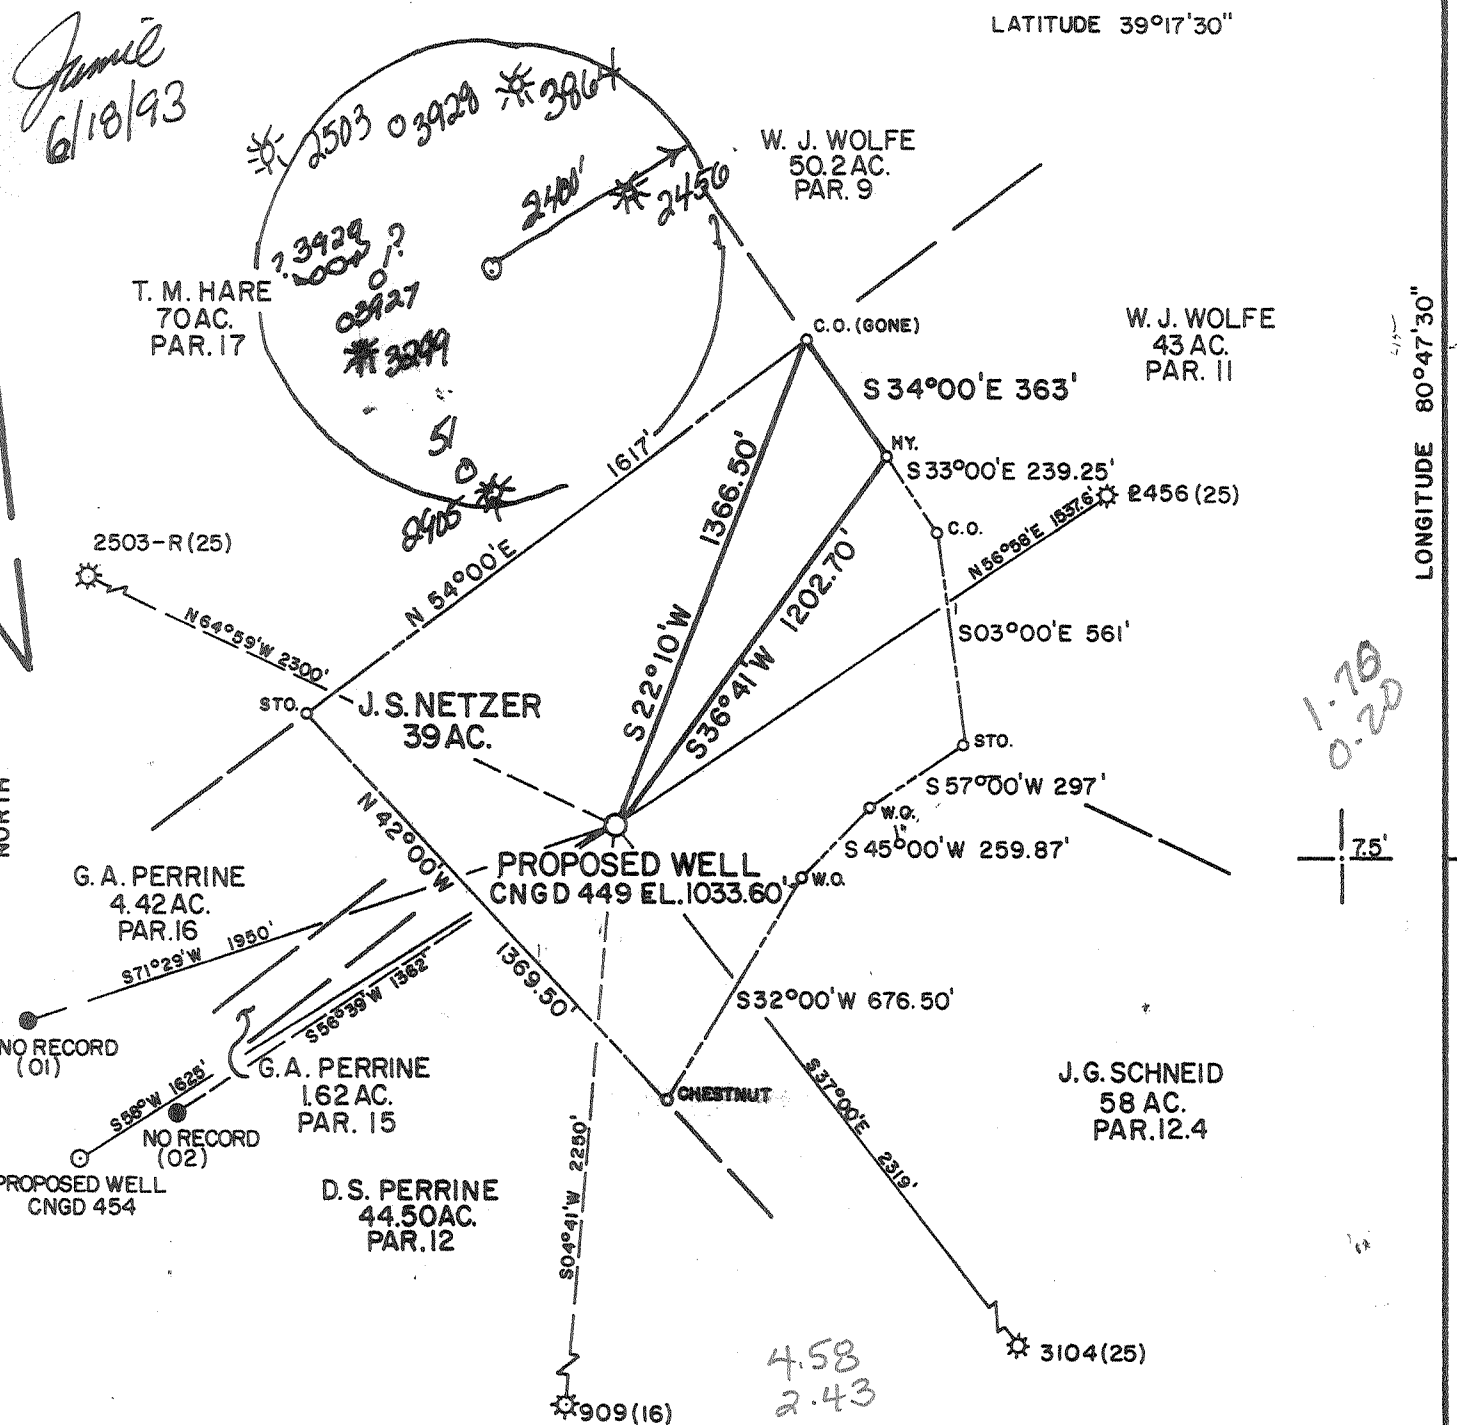 LATITUDE 39°17'30"
Jamie
6/18/93
2503
3928
386
2400'
2456
W. J. WOLFE
50.2 AC.
PAR. 9
? 3929 ?
03927
3299
51
2905
T. M. HARE
70 AC.
PAR. 17
C.O. (GONE)
W. J. WOLFE
43 AC.
PAR. 11
LONGITUDE 80°47'30"
S 34°00'E 363'
HY.
S 33°00'E 239.25'
2456 (25)
C.O.
N 56°58'E 1537.6'
1617'
N 54°00'E
1366.50'
S 22°10'W
1202.70'
S 36°41'W
S03°00'E 561'
2503-R (25)
N 64°59'W 2300'
STO.
J. S. NETZER
39 AC.
STO.
S 57°00'W 297'
W.O.
S 45°00'W 259.87'
W.O.
1.78
0.20
7.5'
NORTH
N 42°00'W
1369.50'
PROPOSED WELL
CNGD 449 EL. 1033.60'
G. A. PERRINE
4.42 AC.
PAR. 16
S71°29'W 1950'
S56°39'W 1362'
S32°00'W 676.50'
NO RECORD
(01)
S58°W 1625'
NO RECORD
(02)
G. A. PERRINE
1.62 AC.
PAR. 15
CHESTNUT
PROPOSED WELL
CNGD 454
D. S. PERRINE
44.50 AC.
PAR. 12
S04°41'W 2250'
S37°00'E 2319'
J. G. SCHNEID
58 AC.
PAR. 12.4
3104 (25)
909 (16)
4.58
2.43